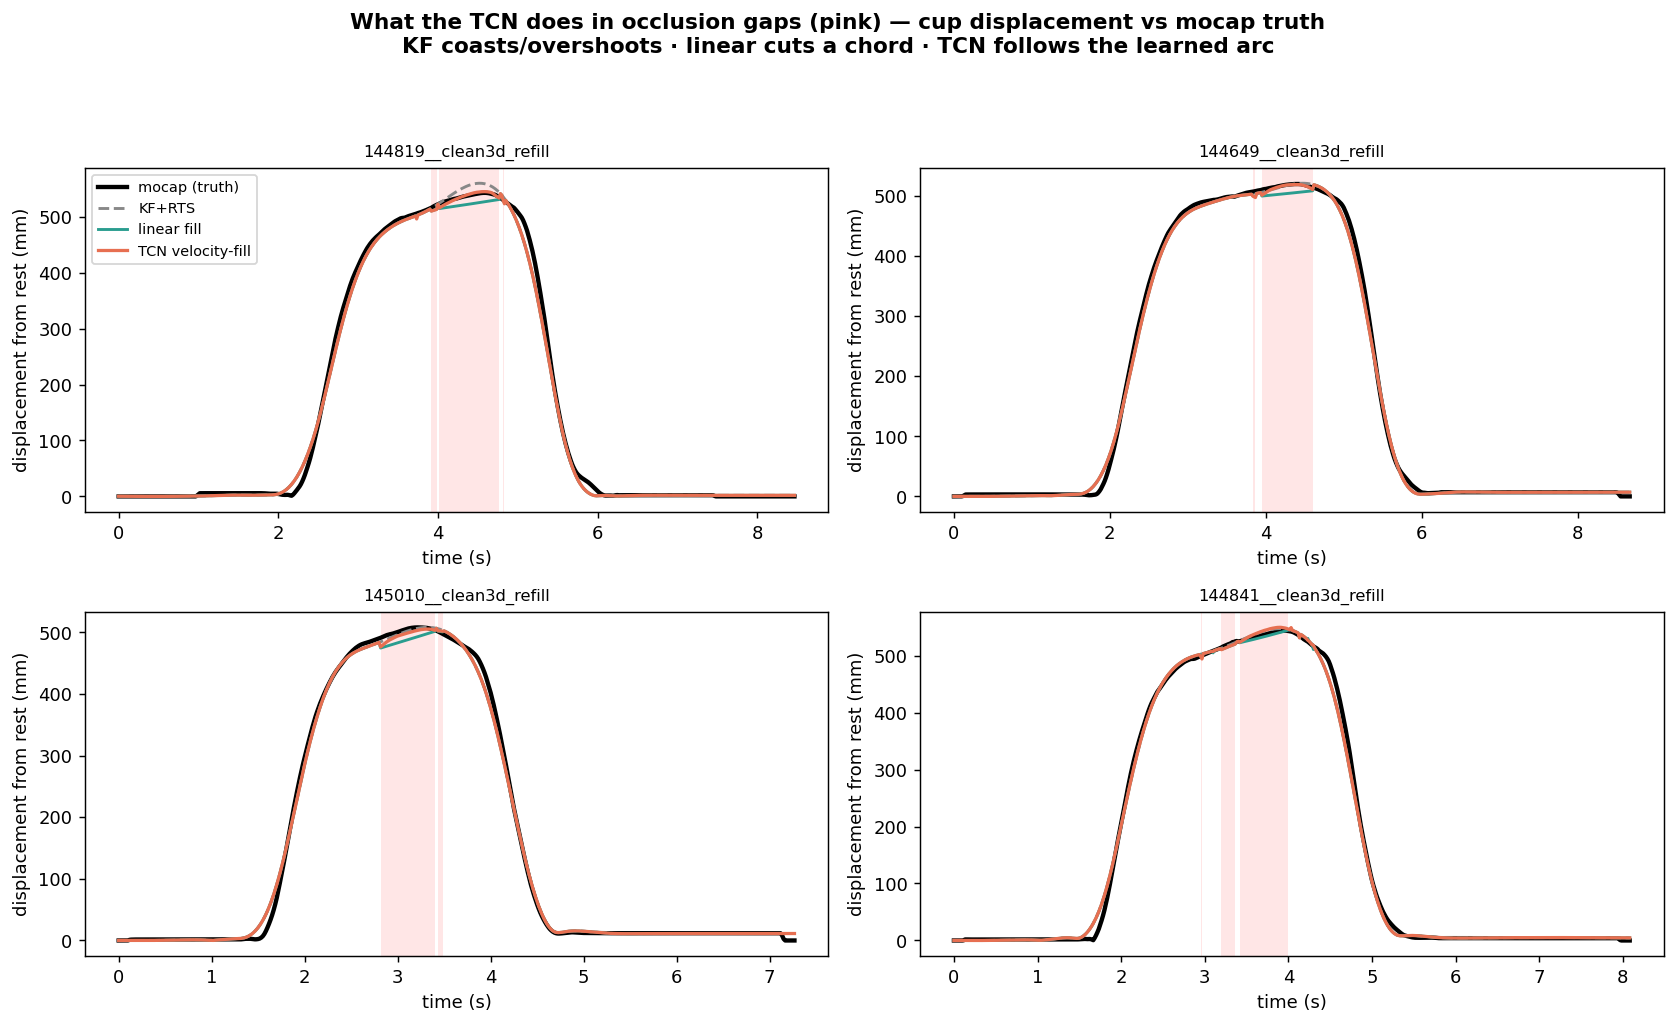 What the TCN does in occlusion gaps (pink) — cup displacement vs mocap truth
KF coasts/overshoots · linear cuts a chord · TCN follows the learned arc
144819__clean3d_refill
mocap (truth)
KF+RTS
linear fill
TCN velocity-fill
displacement from rest (mm)
500
400
300
200
100
0
0 2 4 6 8
time (s)
144649__clean3d_refill
displacement from rest (mm)
500
400
300
200
100
0
0 2 4 6 8
time (s)
145010__clean3d_refill
displacement from rest (mm)
500
400
300
200
100
0
0 1 2 3 4 5 6 7
time (s)
144841__clean3d_refill
displacement from rest (mm)
500
400
300
200
100
0
0 1 2 3 4 5 6 7 8
time (s)